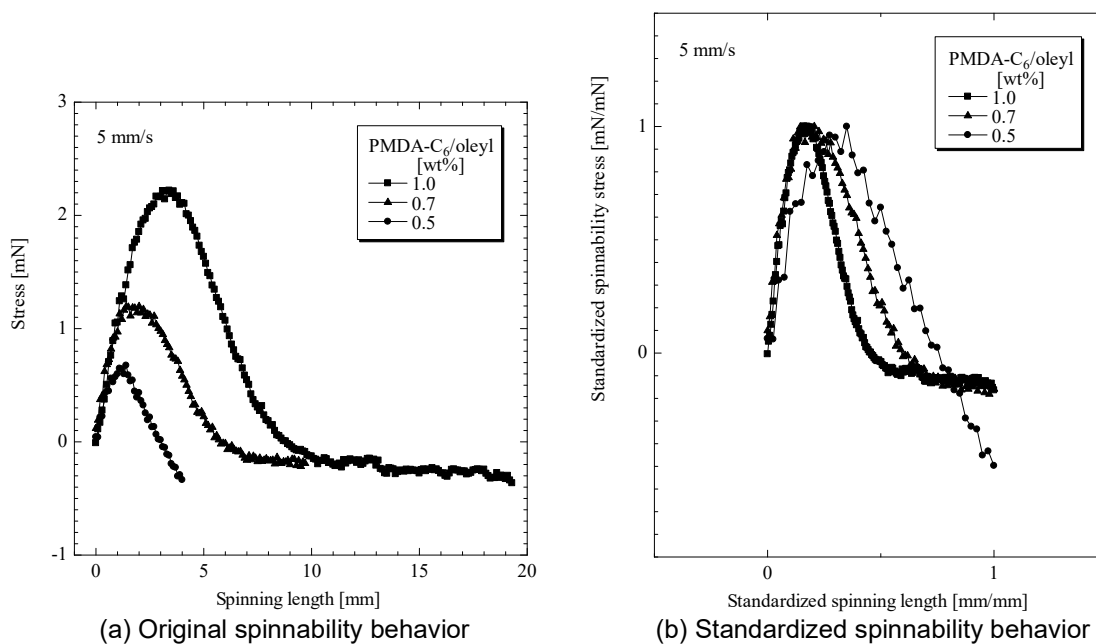 5 mm/s
PMDA-C6/oleyl
[wt%]
1.0
0.7
0.5
3
2
1
0
-1
Stress [mN]
0
5
10
15
20
Spinning length [mm]
(a) Original spinnability behavior
5 mm/s
PMDA-C6/oleyl
[wt%]
1.0
0.7
0.5
1
0
Standardized spinnability stress [mN/mN]
0
1
Standardized spinning length [mm/mm]
(b) Standardized spinnability behavior